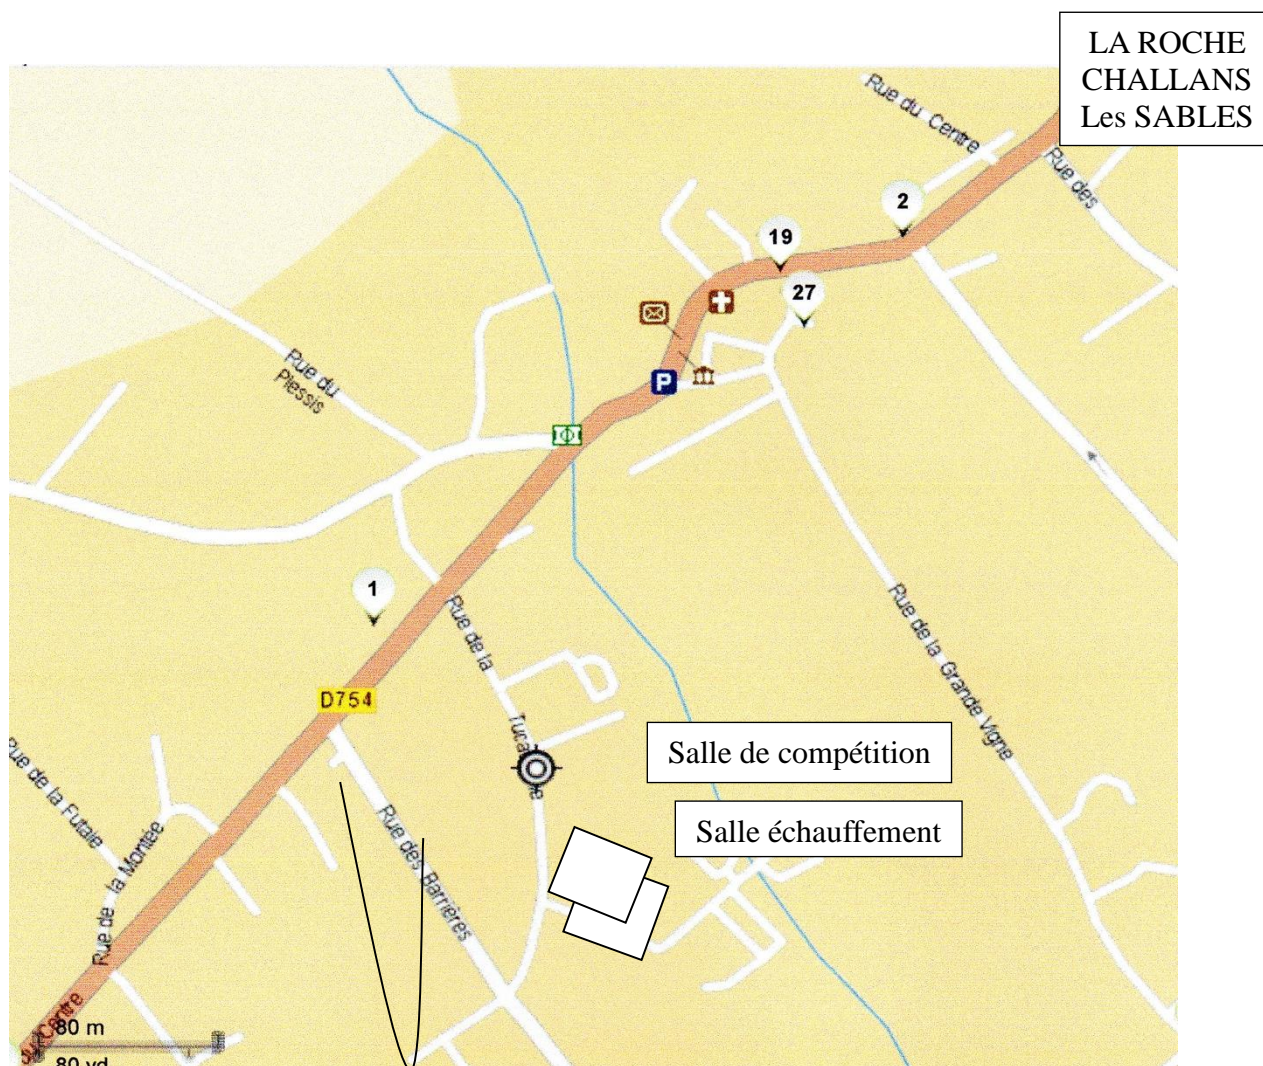 LA ROCHE
CHALLANS
Les SABLES
Rue du Centre
Rue des
2
19
27
P
Rue du
Plessis
1
Rue de la
Rue de la Grande Vigne
D754
Salle de compétition
Salle échauffement
Rue des Barrières
Rue de la Futaie
Rue de la Montée
80 m
80 yd